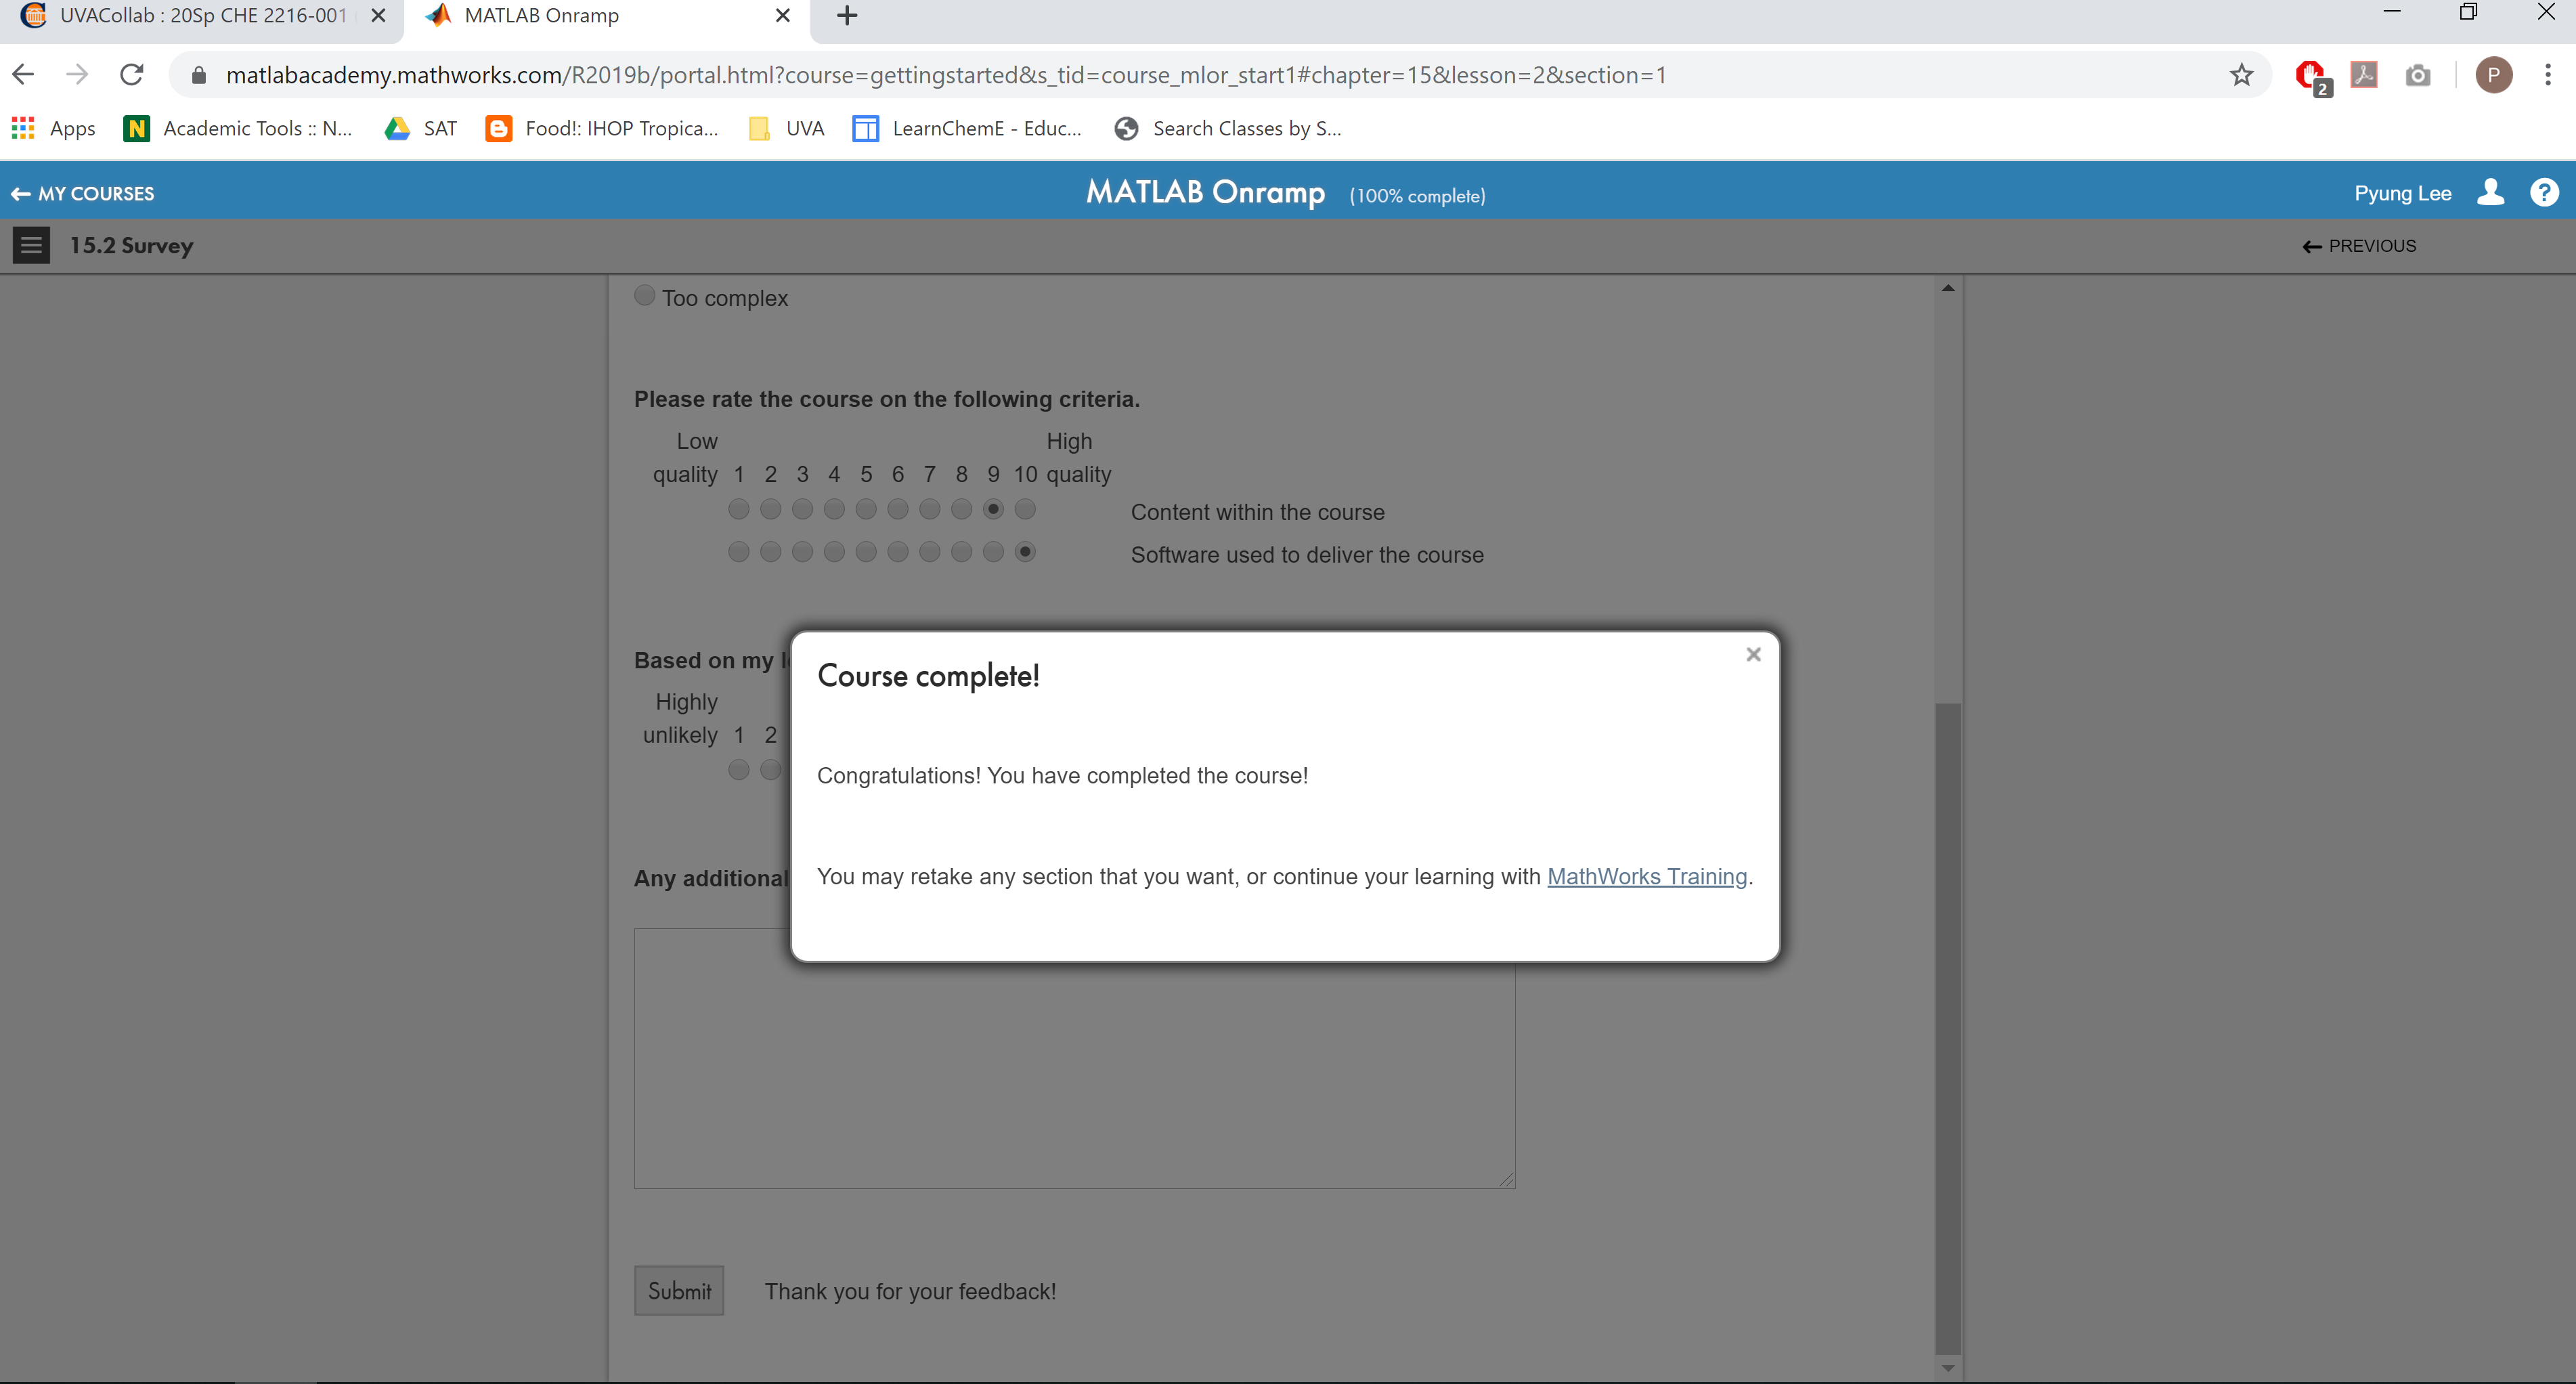 UVACollab : 20Sp CHE 2216-001
MATLAB Onramp
matlabacademy.mathworks.com/R2019b/portal.html?course=gettingstarted&s_tid=course_mlor_start1#chapter=15&lesson=2&section=1
2
P
Apps
N
Academic Tools :: N...
SAT
Food!: IHOP Tropica...
UVA
LearnChemE - Educ...
Search Classes by S...
MY COURSES
MATLAB Onramp (100% complete)
Pyung Lee
?
15.2 Survey
PREVIOUS
Too complex
Please rate the course on the following criteria.
Low High
quality 1 2 3 4 5 6 7 8 9 10 quality
Content within the course
Software used to deliver the course
Based on my
Highly
unlikely 1 2
Course complete!
Congratulations! You have completed the course!
Any additional
You may retake any section that you want, or continue your learning with MathWorks Training.
Submit
Thank you for your feedback!